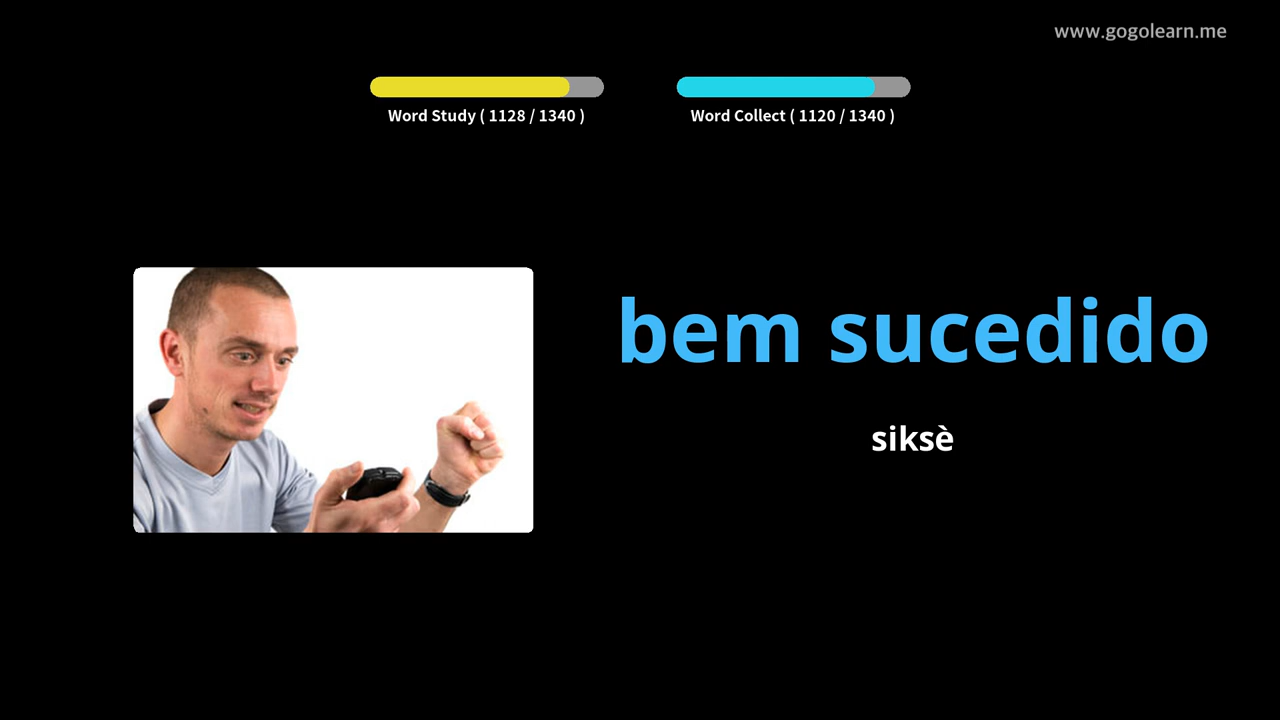 www.gogolearn.me
Word Study ( 1128 / 1340 )
Word Collect ( 1120 / 1340 )
bem sucedido
siksè